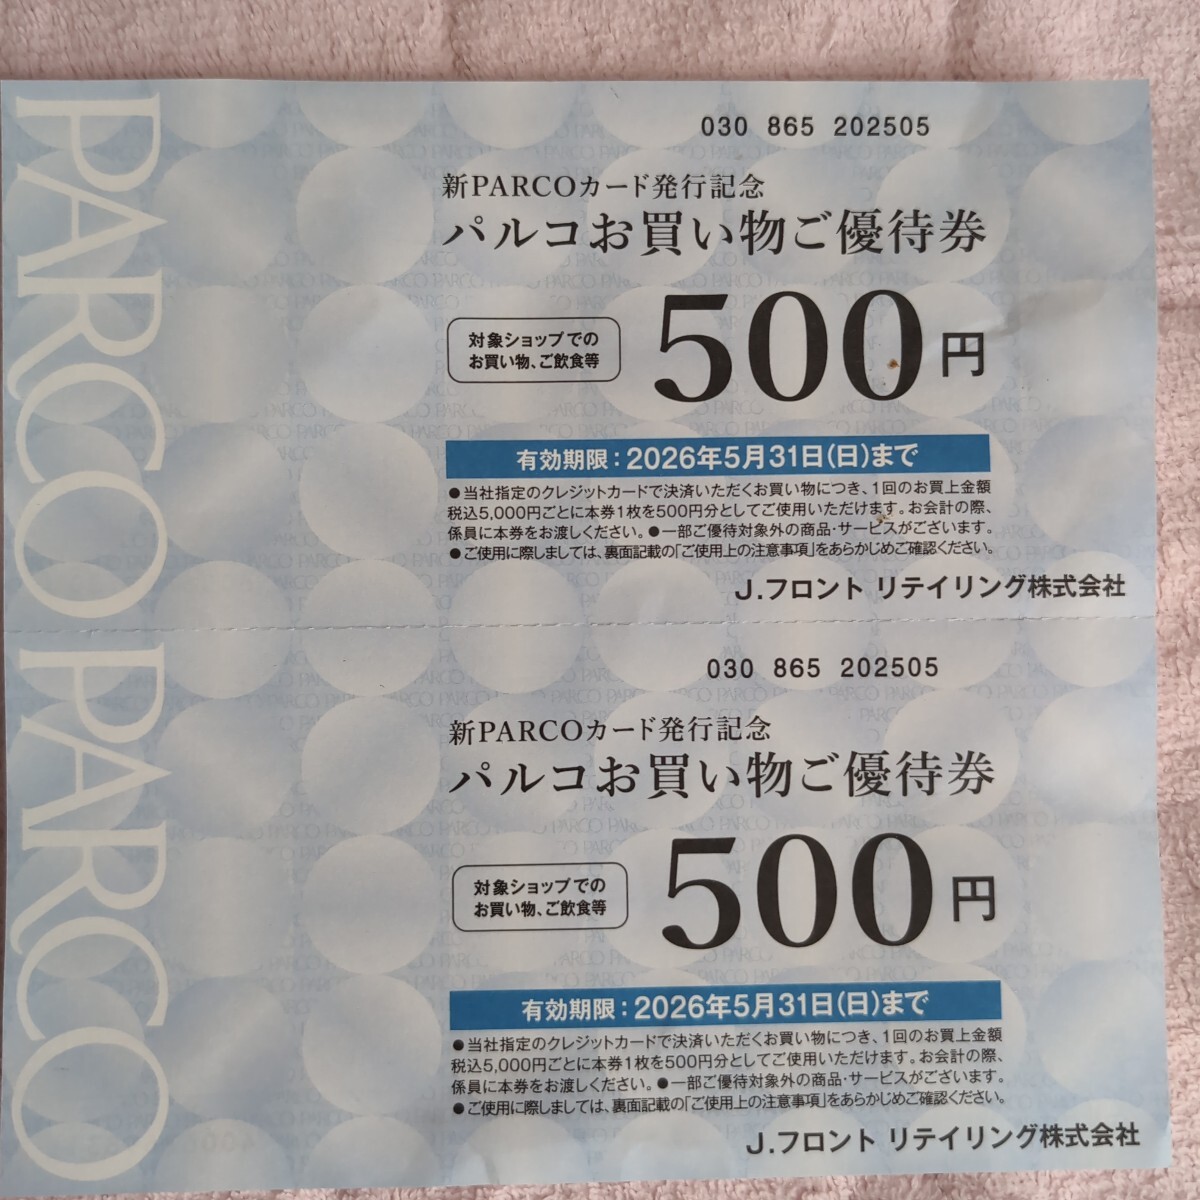 PARCO PARCO
030 865 202505
新PARCOカード発行記念
パルコお買い物ご優待券
対象ショップでの
お買い物、ご飲食等
500円
有効期限：2026年5月31日(日)まで
●当社指定のクレジットカードで決済いただくお買い物につき、1回のお買上金額
税込5,000円ごとに本券1枚を500円分としてご使用いただけます。お会計の際、
係員に本券をお渡しください。●一部ご優待対象外の商品・サービスがございます。
●ご使用に際しましては、裏面記載の「ご使用上の注意事項」をあらかじめご確認ください。
J.フロント リテイリング株式会社
030 865 202505
新PARCOカード発行記念
パルコお買い物ご優待券
対象ショップでの
お買い物、ご飲食等
500円
有効期限：2026年5月31日(日)まで
●当社指定のクレジットカードで決済いただくお買い物につき、1回のお買上金額
税込5,000円ごとに本券1枚を500円分としてご使用いただけます。お会計の際、
係員に本券をお渡しください。●一部ご優待対象外の商品・サービスがございます。
●ご使用に際しましては、裏面記載の「ご使用上の注意事項」をあらかじめご確認ください。
J.フロント リテイリング株式会社